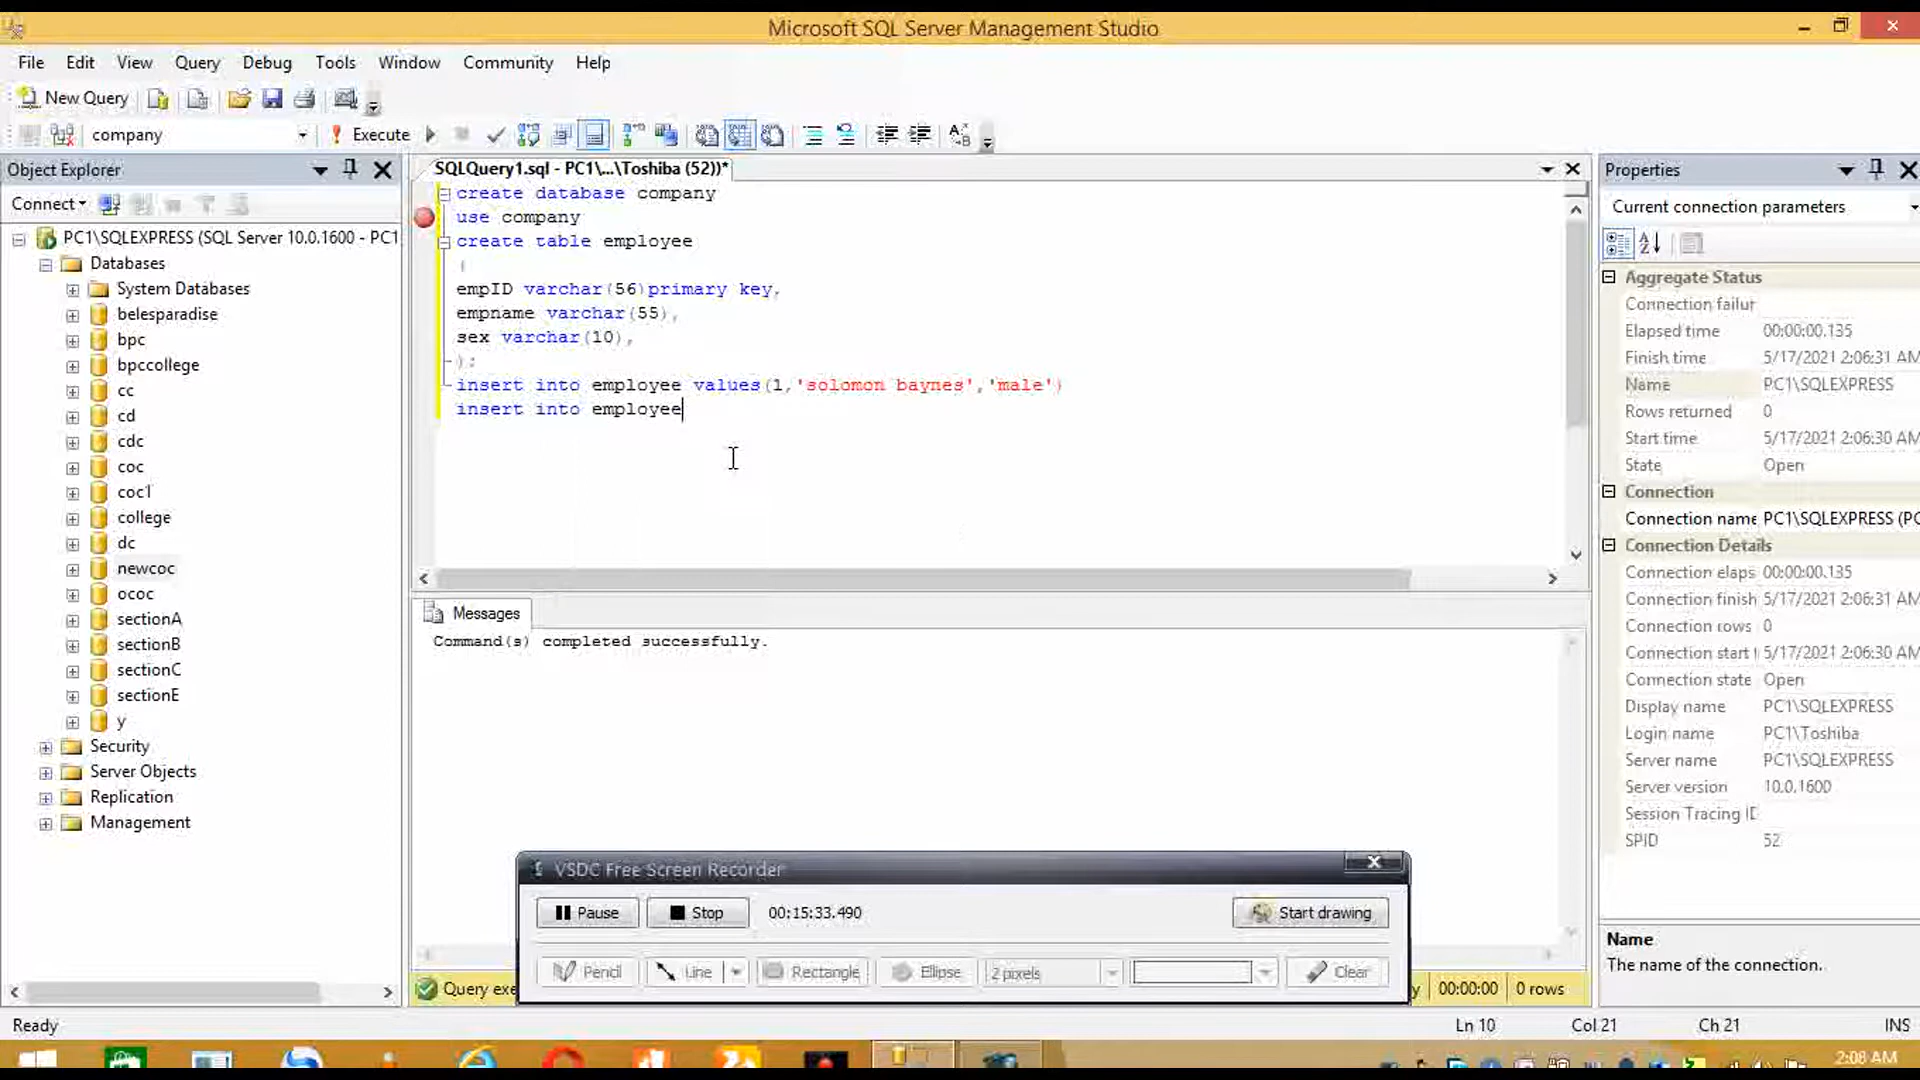 Microsoft SQL Server Management Studio
File Edit View Query Debug Tools Window Community Help
New Query
company Execute
Object Explorer
Connect
PC1\SQLEXPRESS (SQL Server 10.0.1600 - PC1
Databases
System Databases
belesparadise
bpc
bpccollege
cc
cd
cdc
coc
coc1
college
dc
newcoc
ococ
sectionA
sectionB
sectionC
sectionE
y
Security
Server Objects
Replication
Management
SQLQuery1.sql - PC1\...\Toshiba (52))*
create database company
use company
create table employee
(
empID varchar(56)primary key,
empname varchar(55),
sex varchar(10),
);
insert into employee values(1,'solomon baynes','male')
insert into employee
Messages
Command(s) completed successfully.
VSDC Free Screen Recorder
Pause Stop 00:15:33.490 Start drawing
Pencil Line Rectangle Ellipse 2 pixels Clear
Query exe
y 00:00:00 0 rows
Properties
Current connection parameters
Aggregate Status
Connection failur
Elapsed time 00:00:00.135
Finish time 5/17/2021 2:06:31 AM
Name PC1\SQLEXPRESS
Rows returned 0
Start time 5/17/2021 2:06:30 AM
State Open
Connection
Connection name PC1\SQLEXPRESS (PC
Connection Details
Connection elaps 00:00:00.135
Connection finish 5/17/2021 2:06:31 AM
Connection rows 0
Connection start t 5/17/2021 2:06:30 AM
Connection state Open
Display name PC1\SQLEXPRESS
Login name PC1\Toshiba
Server name PC1\SQLEXPRESS
Server version 10.0.1600
Session Tracing ID
SPID 52
Name
The name of the connection.
Ready Ln 10 Col 21 Ch 21 INS
2:08 AM